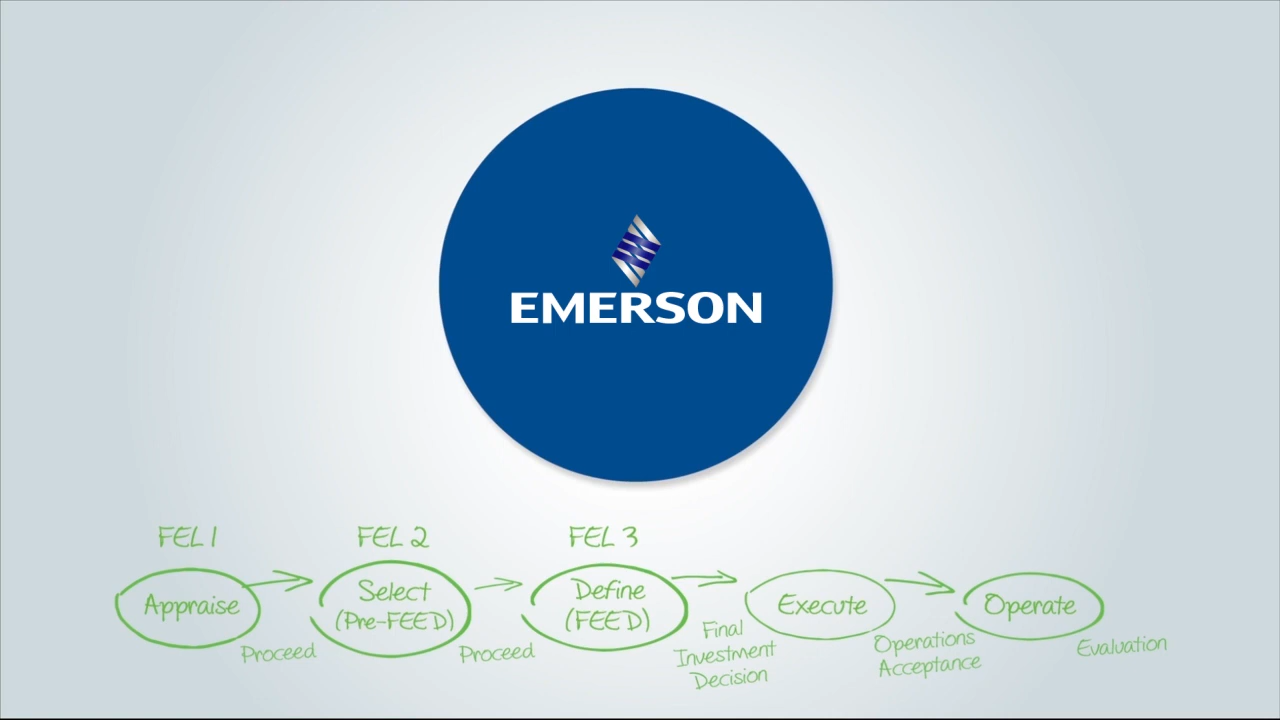 EMERSON
FEL 1
FEL 2
FEL 3
Appraise
Select
(Pre-FEED)
Define
(FEED)
Execute
Operate
Proceed
Proceed
Final
Investment
Decision
Operations
Acceptance
Evaluation